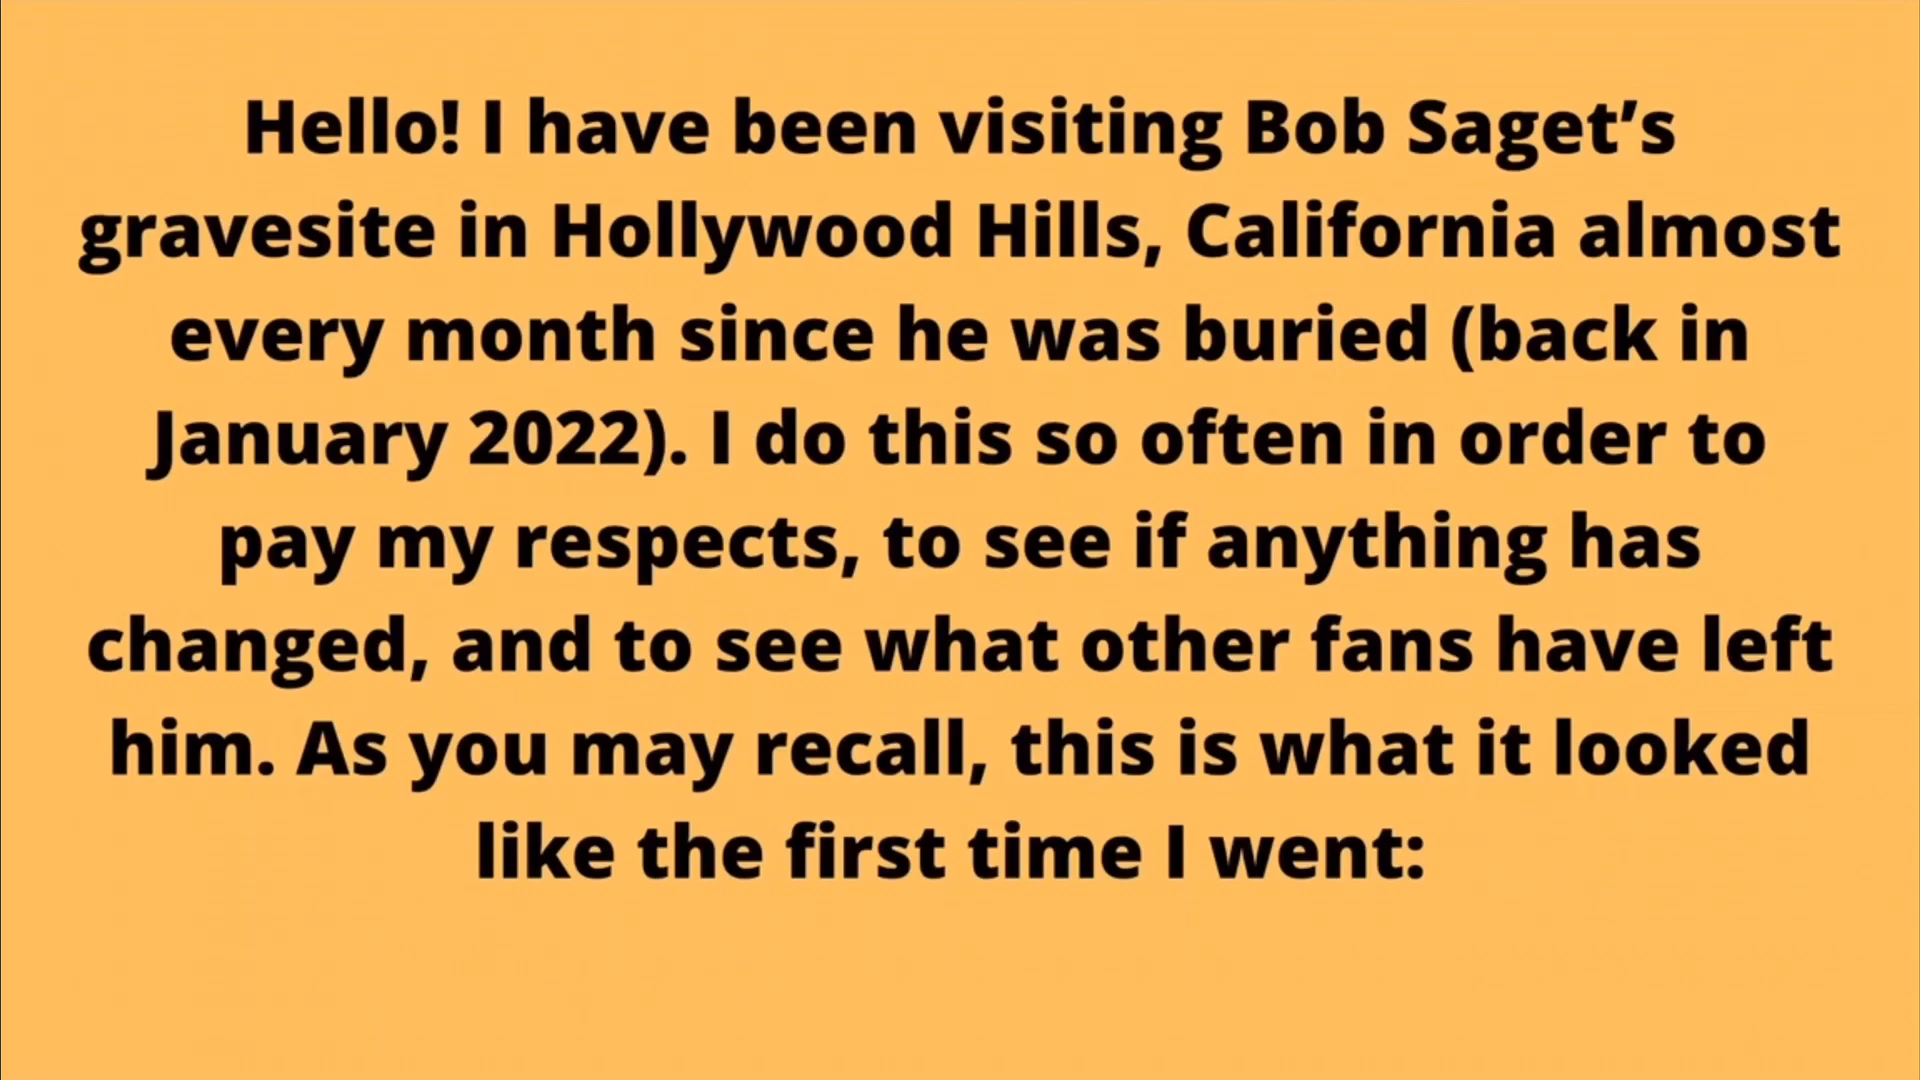 Hello! I have been visiting Bob Saget’s
gravesite in Hollywood Hills, California almost
every month since he was buried (back in
January 2022). I do this so often in order to
pay my respects, to see if anything has
changed, and to see what other fans have left
him. As you may recall, this is what it looked
like the first time I went: